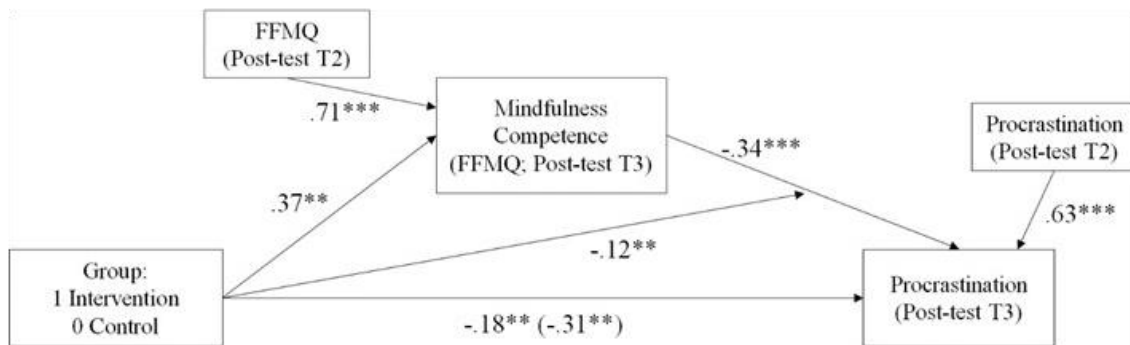 FFMQ
(Post-test T2)
.71***
Mindfulness
Competence
(FFMQ; Post-test T3)
-.34***
Procrastination
(Post-test T2)
.63***
.37**
-.12**
Group:
1 Intervention
0 Control
-.18** (-.31**)
Procrastination
(Post-test T3)